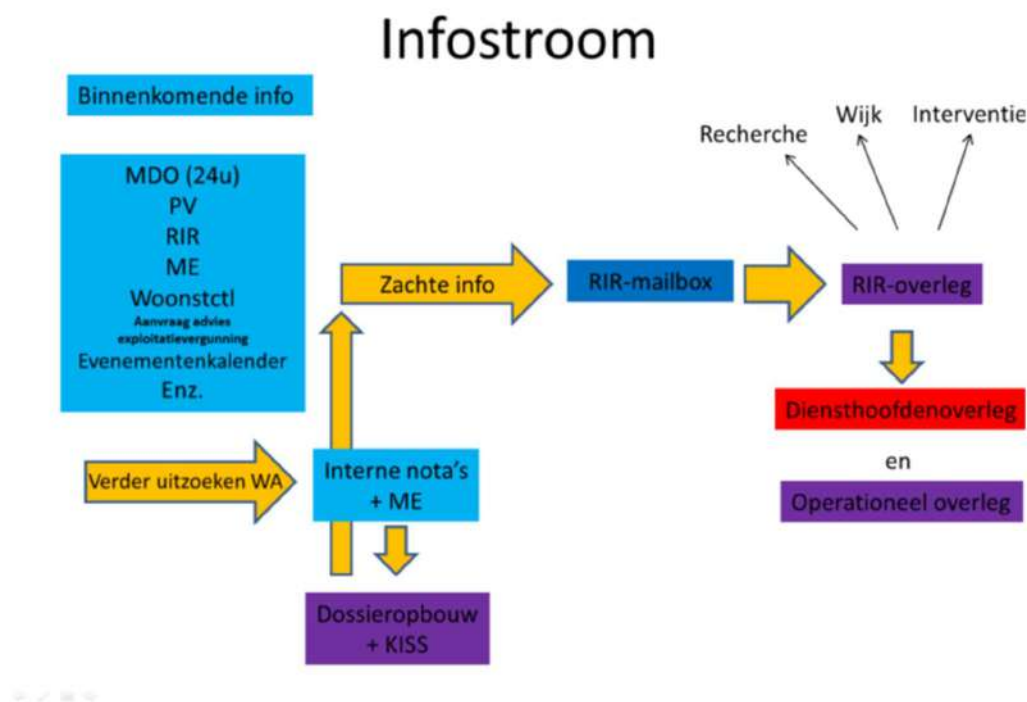 Infostroom
Binnenkomende info
MDO (24u)
PV
RIR
ME
Woonstctl
Aanvraag advies
exploitatievergunning
Evenementenkalender
Enz.
Verder uitzoeken WA
Interne nota's
+ ME
Dossieropbouw
+ KISS
Zachte info
RIR-mailbox
Recherche
Wijk
Interventie
RIR-overleg
Diensthoofdenoverleg
en
Operationeel overleg